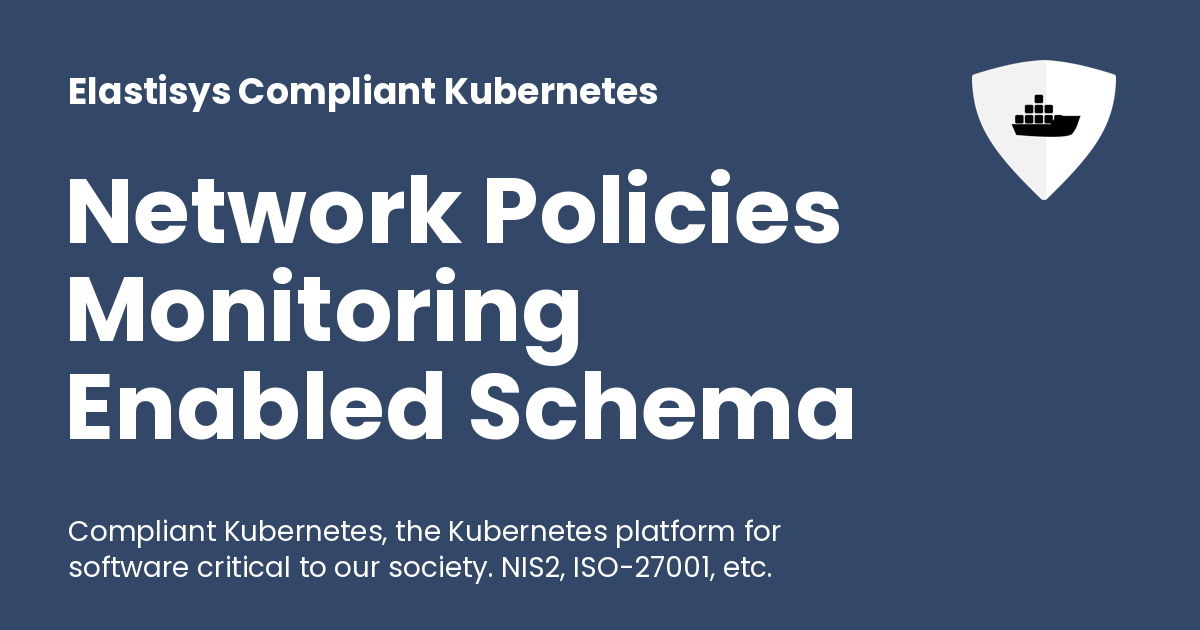 Elastisys Compliant Kubernetes
Network Policies
Monitoring
Enabled Schema
Compliant Kubernetes, the Kubernetes platform for
software critical to our society. NIS2, ISO-27001, etc.